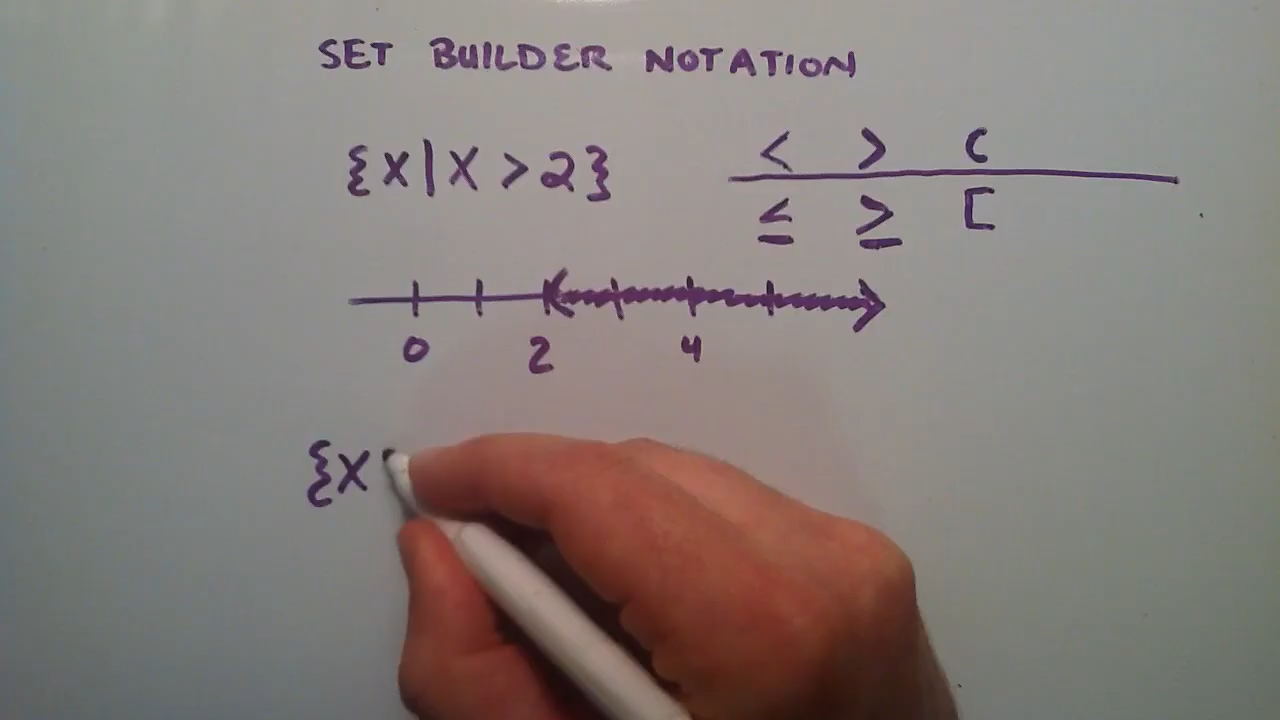 SET BUILDER NOTATION
{X|X > 2}
< > (
≤ ≥ [
0 2 4
{X